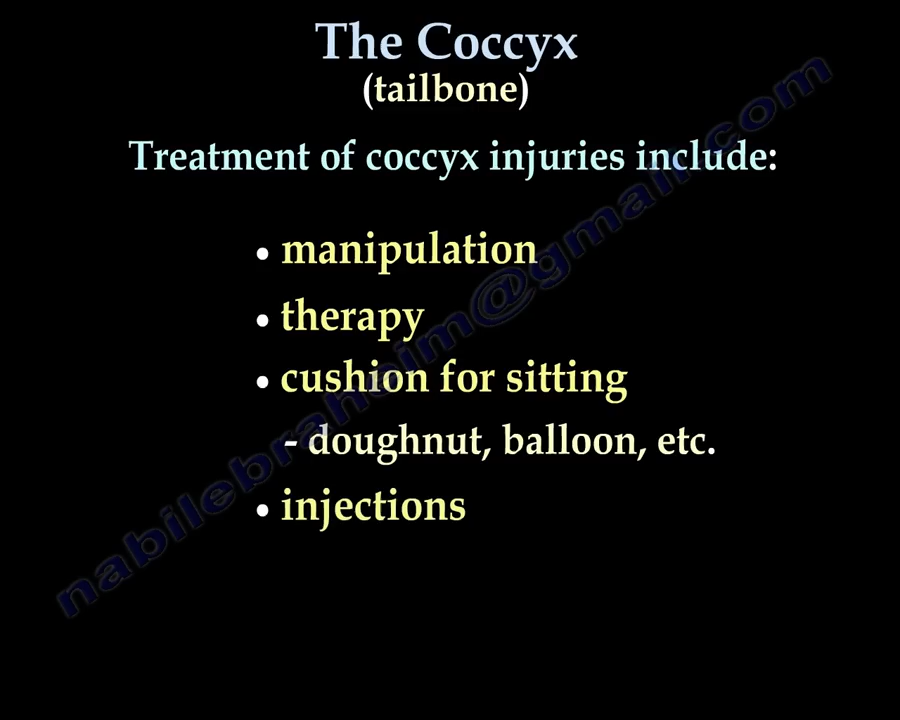 The Coccyx
(tailbone)
Treatment of coccyx injuries include:
• manipulation
• therapy
• cushion for sitting
- doughnut, balloon, etc.
• injections
nabilebraheim@gmail.com